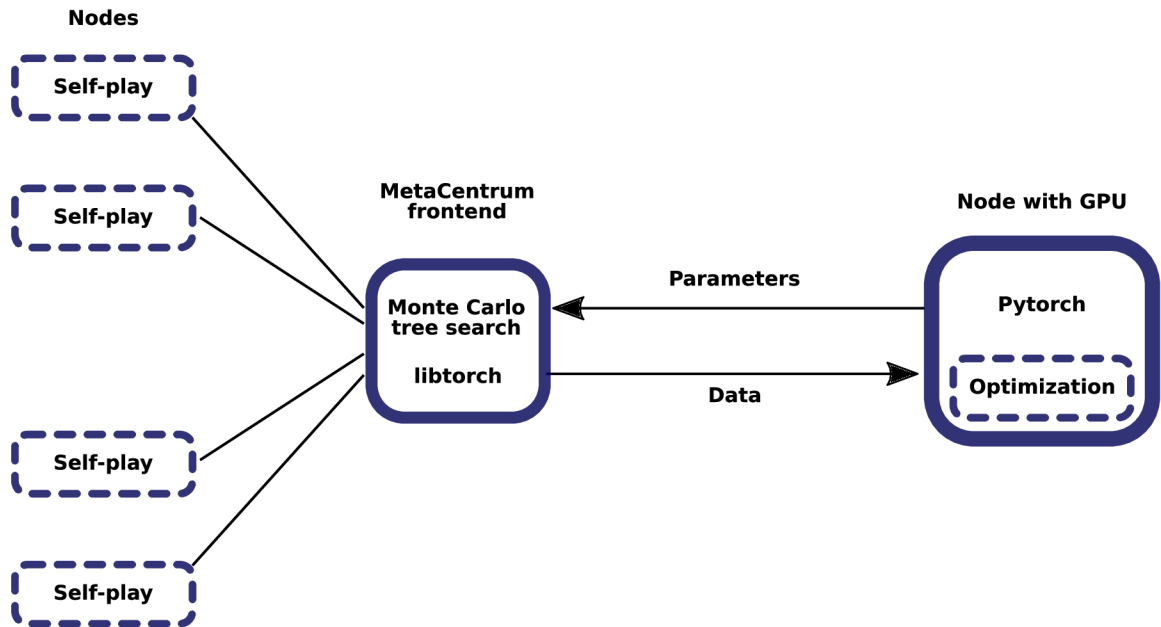 Nodes
Self-play
Self-play
Self-play
Self-play
MetaCentrum
frontend
Monte Carlo
tree search
libtorch
Parameters
Data
Node with GPU
Pytorch
Optimization